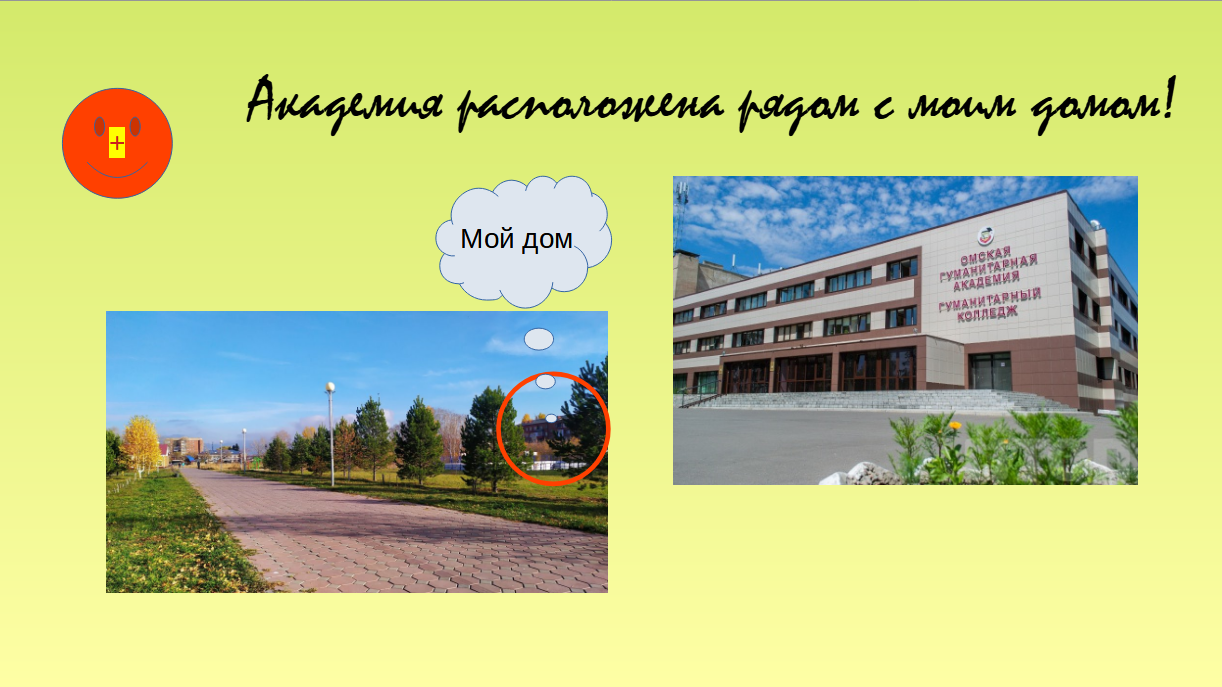 Академия расположена рядом с моим домом!
+
Мой дом
ОМСКАЯ
ГУМАНИТАРНАЯ
АКАДЕМИЯ
ГУМАНИТАРНЫЙ
КОЛЛЕДЖ